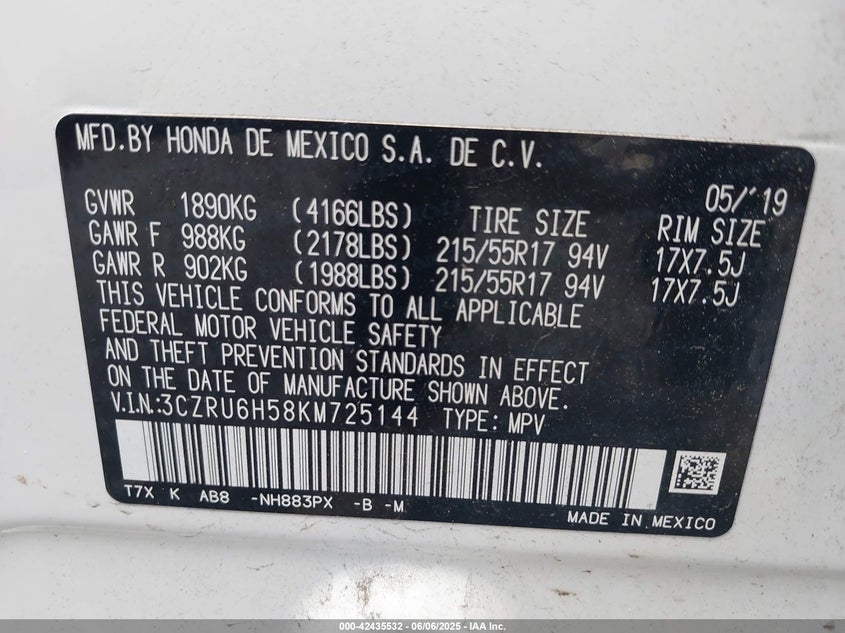 MFD.BY HONDA DE MEXICO S.A. DE C.V.
05/'19
GVWR 1890KG (4166LBS) TIRE SIZE RIM SIZE
GAWR F 988KG (2178LBS) 215/55R17 94V 17X7.5J
GAWR R 902KG (1988LBS) 215/55R17 94V 17X7.5J
THIS VEHICLE CONFORMS TO ALL APPLICABLE
FEDERAL MOTOR VEHICLE SAFETY
AND THEFT PREVENTION STANDARDS IN EFFECT
ON THE DATE OF MANUFACTURE SHOWN ABOVE.
V.I.N.:3CZRU6H58KM725144 TYPE: MPV
T7X K AB8 -NH883PX -B -M
MADE IN MEXICO
000-42435532 - 06/06/2025 - IAA Inc.